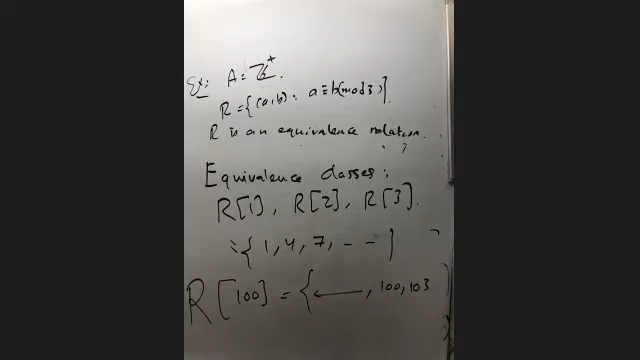 Ex: A = Z⁺.
R = {(a,b): a ≡ b(mod 3)}.
R is an equivalence relation.
Equivalence classes:
R[1], R[2], R[3].
= { 1, 4, 7, - - }
R[100] = { ←——, 100, 103